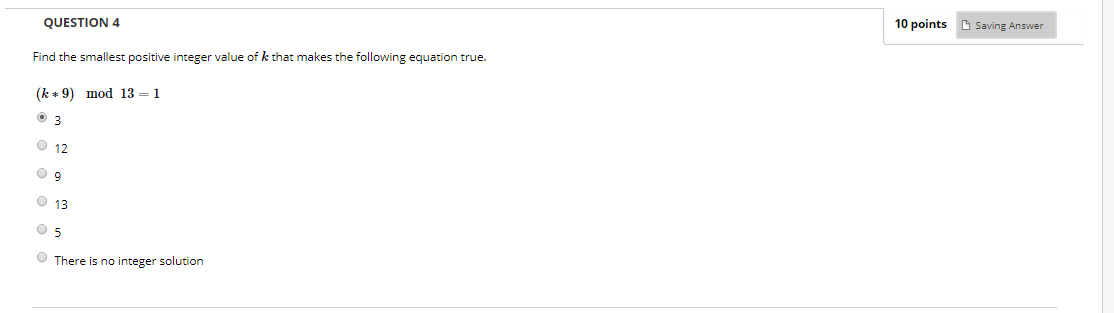 QUESTION 4
10 points
Saving Answer
Find the smallest positive integer value of k that makes the following equation true.
(k * 9) mod 13 = 1
3
12
9
13
5
There is no integer solution